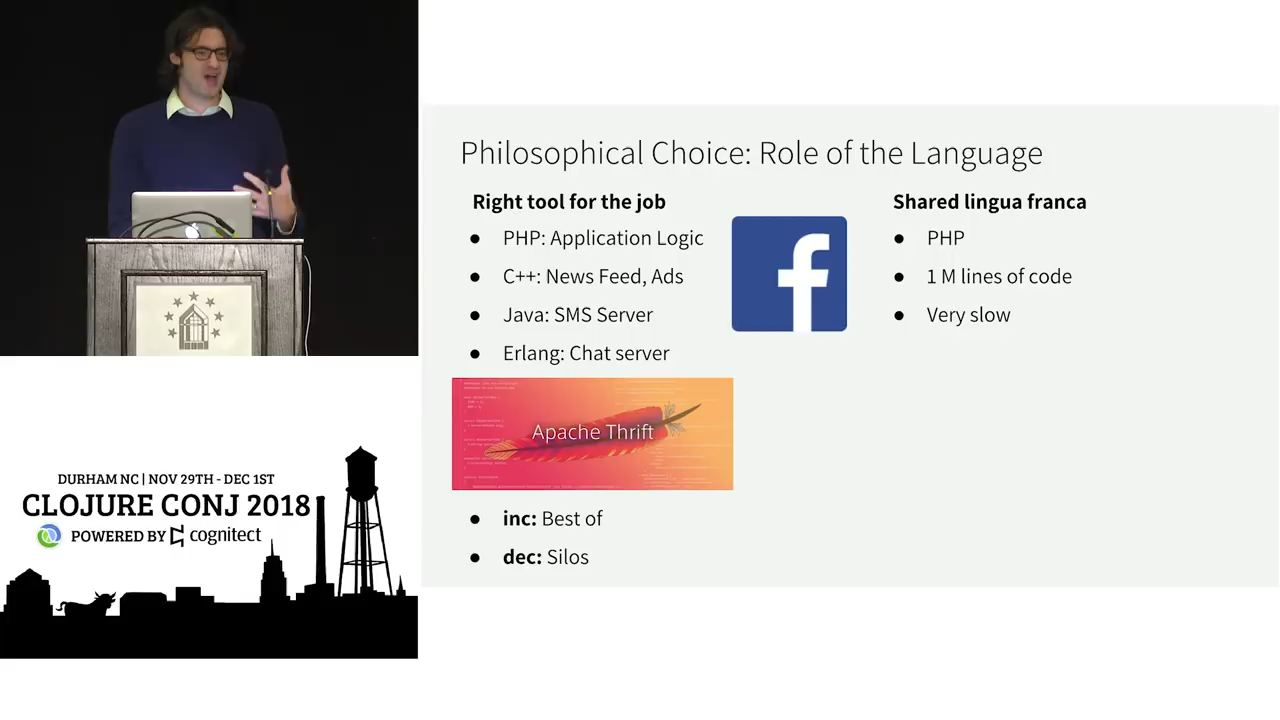 Philosophical Choice: Role of the Language
Right tool for the job
● PHP: Application Logic
● C++: News Feed, Ads
● Java: SMS Server
● Erlang: Chat server
Apache Thrift
● inc: Best of
● dec: Silos
f
Shared lingua franca
● PHP
● 1 M lines of code
● Very slow
DURHAM NC | NOV 29TH - DEC 1ST
CLOJURE CONJ 2018
POWERED BY cognitect